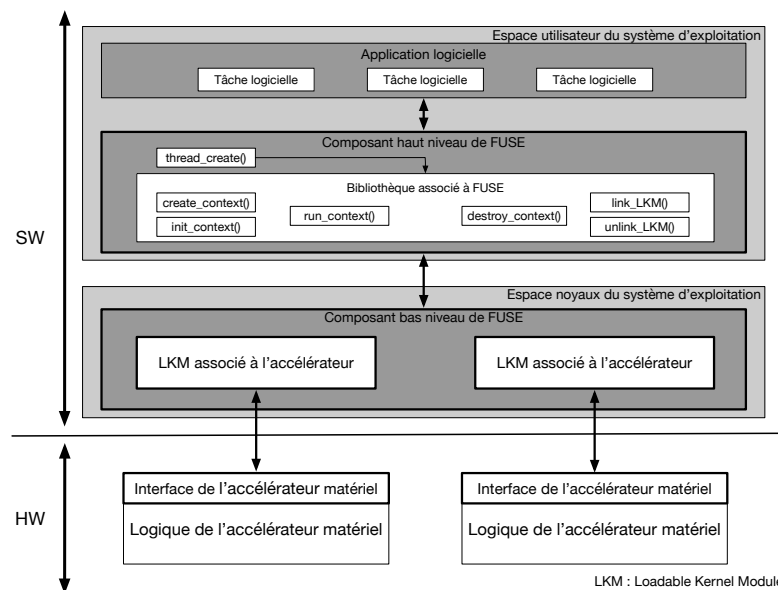 Espace utilisateur du système d'exploitation
Application logicielle
Tâche logicielle
Tâche logicielle
Tâche logicielle
Composant haut niveau de FUSE
thread_create()
Bibliothèque associé à FUSE
create_context()
init_context()
run_context()
destroy_context()
link_LKM()
unlink_LKM()
SW
Espace noyaux du système d'exploitation
Composant bas niveau de FUSE
LKM associé à l'accélérateur
LKM associé à l'accélérateur
HW
Interface de l'accélérateur matériel
Logique de l'accélérateur matériel
Interface de l'accélérateur matériel
Logique de l'accélérateur matériel
LKM : Loadable Kernel Module